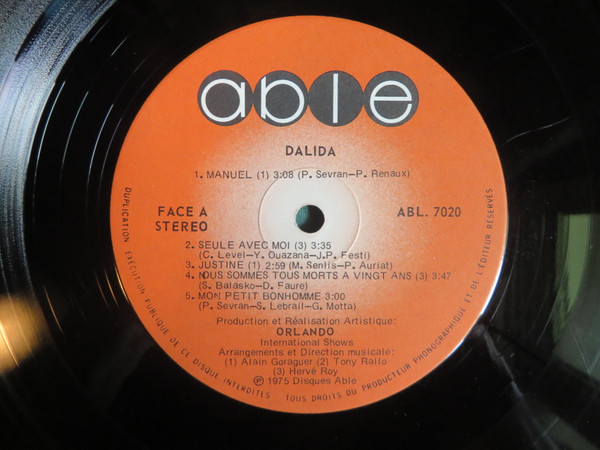 able
DALIDA
1. MANUEL (1) 3:08 (P. Sevran-P. Renaux)
FACE A
STEREO
ABL. 7020
2. SEULE AVEC MOI (3) 3:35
(C. Level-Y. Ouazana-J.P. Festi)
3. JUSTINE (1) 2:59 (M. Senlis-P. Auriat)
4. NOUS SOMMES TOUS MORTS A VINGT ANS (3) 3:47
(S. Balasko-D. Faure)
5. MON PETIT BONHOMME 3:00
(P. Sevran-S. Lebrail-G. Motta)
Production et Réalisation Artistique:
ORLANDO
International Shows
Arrangements et Direction musicale:
(1) Alain Goraguer (2) Tony Rallo
(3) Hervé Roy
℗ 1975 Disques Able
DUPLICATION EXÉCUTION PUBLIQUE DE CE DISQUE INTERDITES TOUS DROITS DU PRODUCTEUR PHONOGRAPHIQUE ET DE L'ÉDITEUR RÉSERVÉS